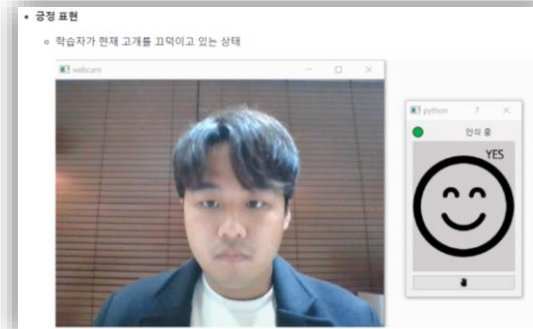 긍정 표현
학습자가 현재 고개를 끄덕이고 있는 상태
webcam
python
인식 중
YES